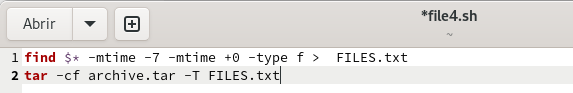 Abrir
*file4.sh
~
1 find $* -mtime -7 -mtime +0 -type f >  FILES.txt
2 tar -cf archive.tar -T FILES.txt